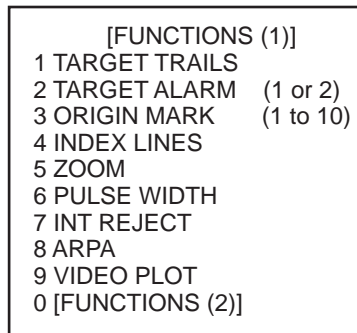 [FUNCTIONS (1)]
1 TARGET TRAILS
2 TARGET ALARM (1 or 2)
3 ORIGIN MARK (1 to 10)
4 INDEX LINES
5 ZOOM
6 PULSE WIDTH
7 INT REJECT
8 ARPA
9 VIDEO PLOT
0 [FUNCTIONS (2)]